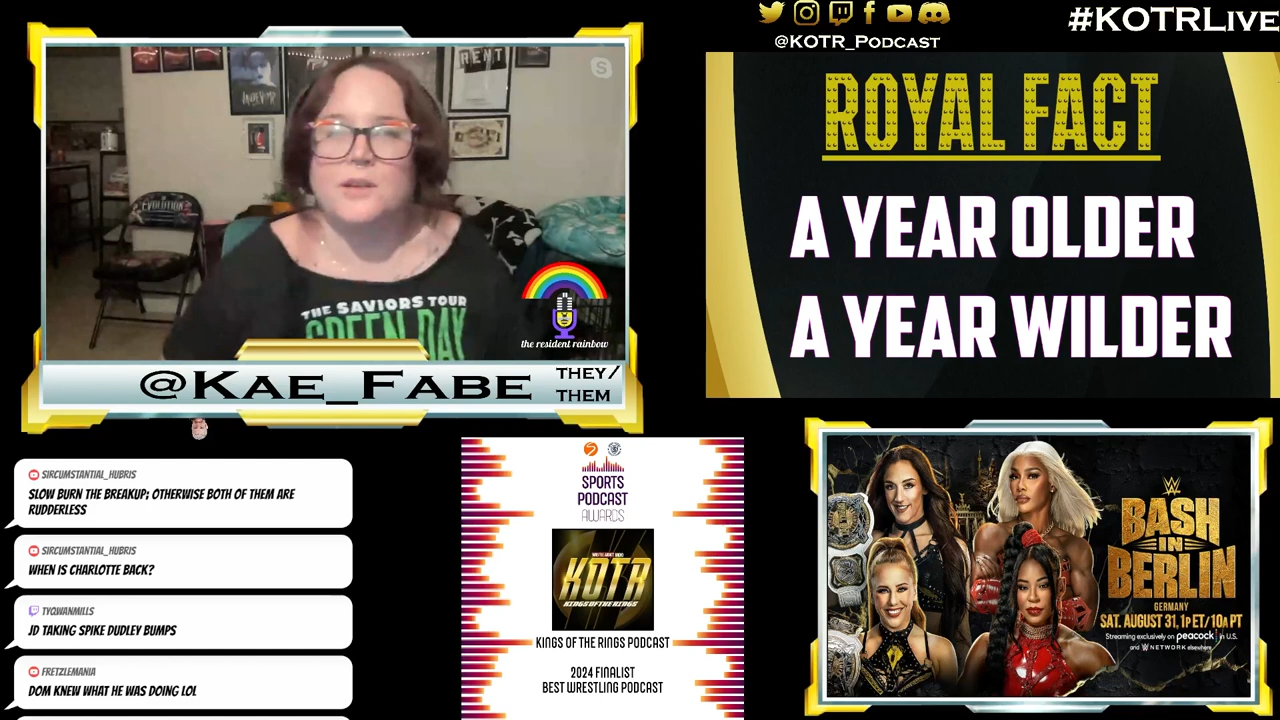 RENT
EVOLUTION
THE SAVIORS TOUR
GREEN DAY
the resident rainbow
@KAE_FABE
THEY/
THEM
@KOTR_PODCAST
#KOTRLIVE
ROYAL FACT
A YEAR OLDER
A YEAR WILDER
SIRCUMSTANTIAL_HUBRIS
SLOW BURN THE BREAKUP; OTHERWISE BOTH OF THEM ARE
RUDDERLESS
SIRCUMSTANTIAL_HUBRIS
WHEN IS CHARLOTTE BACK?
TYQWANMILLS
JD TAKING SPIKE DUDLEY BUMPS
FRETZLEMANIA
DOM KNEW WHAT HE WAS DOING LOL
SPORTS
PODCAST
AWARDS
KOTR
KINGS OF THE RINGS
KINGS OF THE RINGS PODCAST
2024 FINALIST
BEST WRESTLING PODCAST
W
BASH
IN
BERLIN
GERMANY
SAT. AUGUST 31, 1P ET/10A PT
Streaming exclusively on peacock in U.S.
and W NETWORK elsewhere